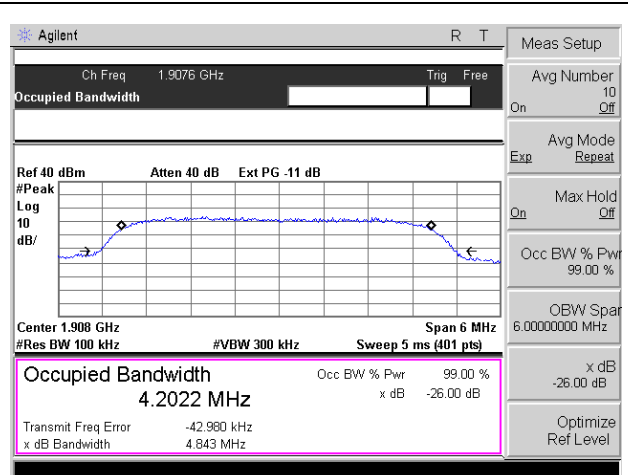 Agilent R T
Ch Freq 1.9076 GHz Trig Free
Occupied Bandwidth
Ref 40 dBm Atten 40 dB Ext PG -11 dB
#Peak
Log
10
dB/
Center 1.908 GHz Span 6 MHz
#Res BW 100 kHz #VBW 300 kHz Sweep 5 ms (401 pts)
Occupied Bandwidth Occ BW % Pwr 99.00 %
4.2022 MHz x dB -26.00 dB
Transmit Freq Error -42.980 kHz
x dB Bandwidth 4.843 MHz
Meas Setup
Avg Number
10
On Off
Avg Mode
Exp Repeat
Max Hold
On Off
Occ BW % Pwr
99.00 %
OBW Span
6.00000000 MHz
x dB
-26.00 dB
Optimize
Ref Level